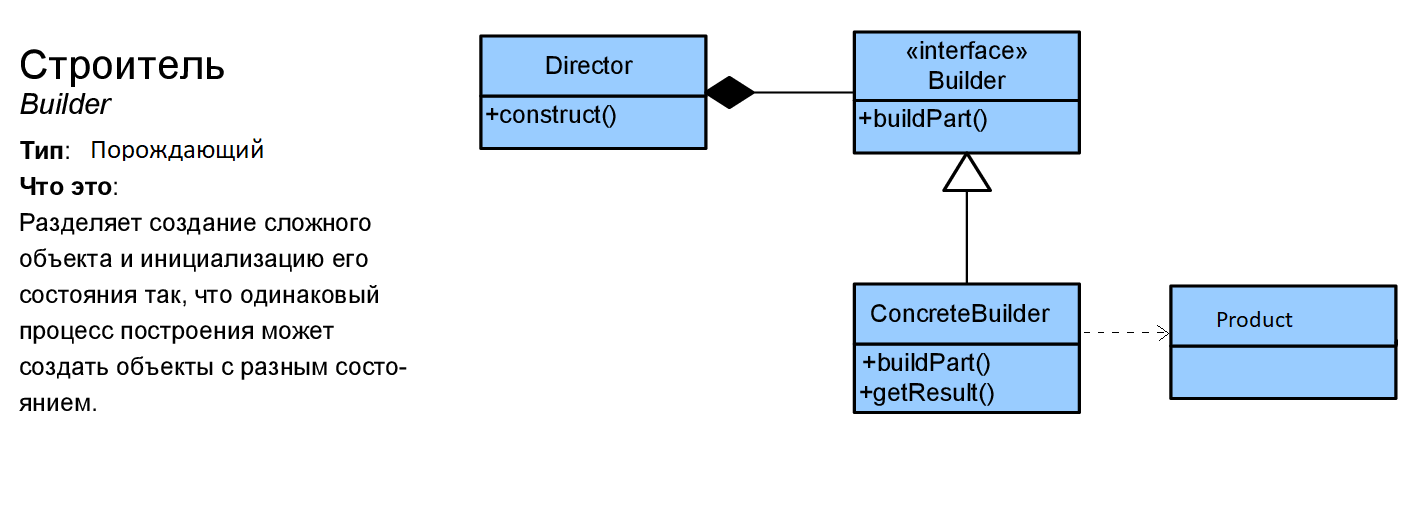 Строитель
Builder
Тип: Порождающий
Что это:
Разделяет создание сложного
объекта и инициализацию его
состояния так, что одинаковый
процесс построения может
создать объекты с разным состо-
янием.
Director
+construct()
«interface»
Builder
+buildPart()
ConcreteBuilder
+buildPart()
+getResult()
Product